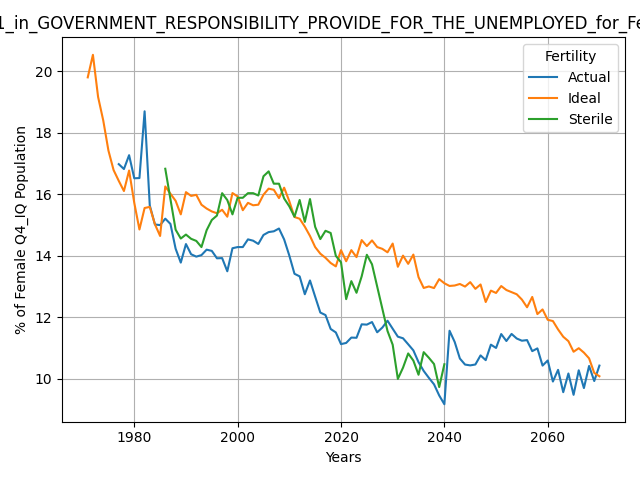 1_in_GOVERNMENT_RESPONSIBILITY_PROVIDE_FOR_THE_UNEMPLOYED_for_Fe
Fertility
Actual
Ideal
Sterile
% of Female Q4_IQ Population
20
18
16
14
12
10
1980
2000
2020
2040
2060
Years